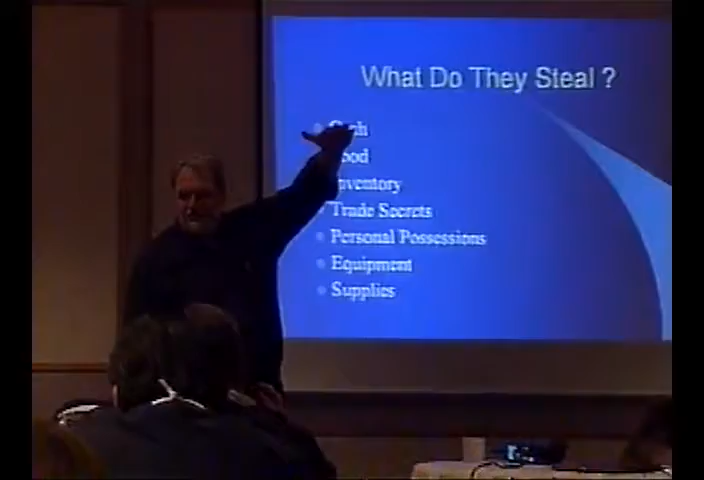 What Do They Steal ?
Trade Secrets
Personal Possessions
Equipment
Supplies